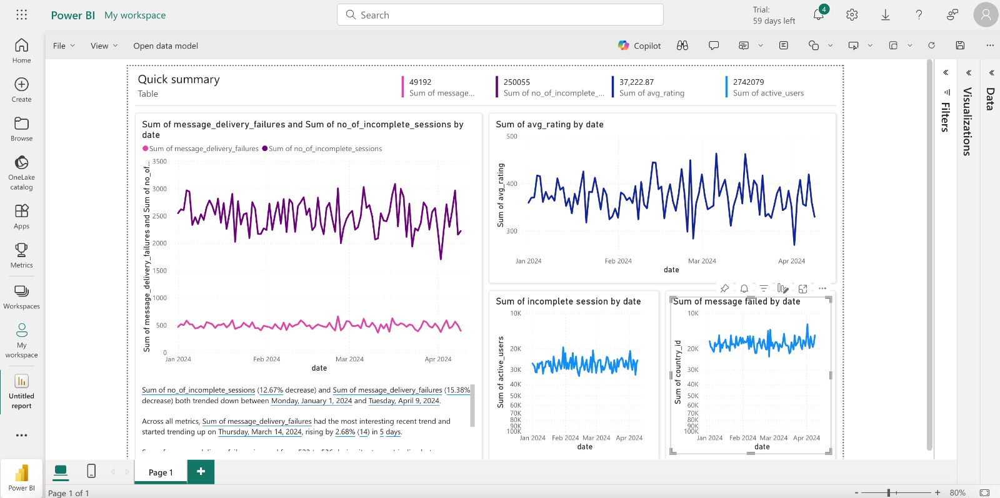 Power BI My workspace
Search
Trial:
59 days left
4
Home
Create
Browse
OneLake
catalog
Apps
Metrics
Workspaces
My
workspace
Untitled
report
Power BI
File
View
Open data model
Copilot
Quick summary
Table
49192
Sum of message...
250055
Sum of no_of_incomplete_...
37,222.87
Sum of avg_rating
2742079
Sum of active_users
Sum of message_delivery_failures and Sum of no_of_incomplete_sessions by
date
Sum of message_delivery_failures Sum of no_of_incomplete_sessions
Sum of message_delivery_failures and Sum of no_of...
3500
3000
2500
2000
1500
1000
500
0
Jan 2024 Feb 2024 Mar 2024 Apr 2024
date
Sum of no_of_incomplete_sessions (12.67% decrease) and Sum of message_delivery_failures (15.38%
decrease) both trended down between Monday, January 1, 2024 and Tuesday, April 9, 2024.
Across all metrics, Sum of message_delivery_failures had the most interesting recent trend and
started trending up on Thursday, March 14, 2024, rising by 2.68% (14) in 5 days.
Sum of avg_rating by date
Sum of avg_rating
500
400
300
Jan 2024 Feb 2024 Mar 2024 Apr 2024
date
Sum of incomplete session by date
Sum of active_users
10K
20K
30K
40K
50K
60K
70K
80K
90K
100K
Jan 2024 Feb 2024 Mar 2024 Apr 2024
date
Sum of message failed by date
Sum of country_id
10K
20K
30K
40K
50K
60K
70K
80K
90K
100K
Jan 2024 Feb 2024 Mar 2024 Apr 2024
date
Filters
Visualizations
Data
Page 1
Page 1 of 1
80%